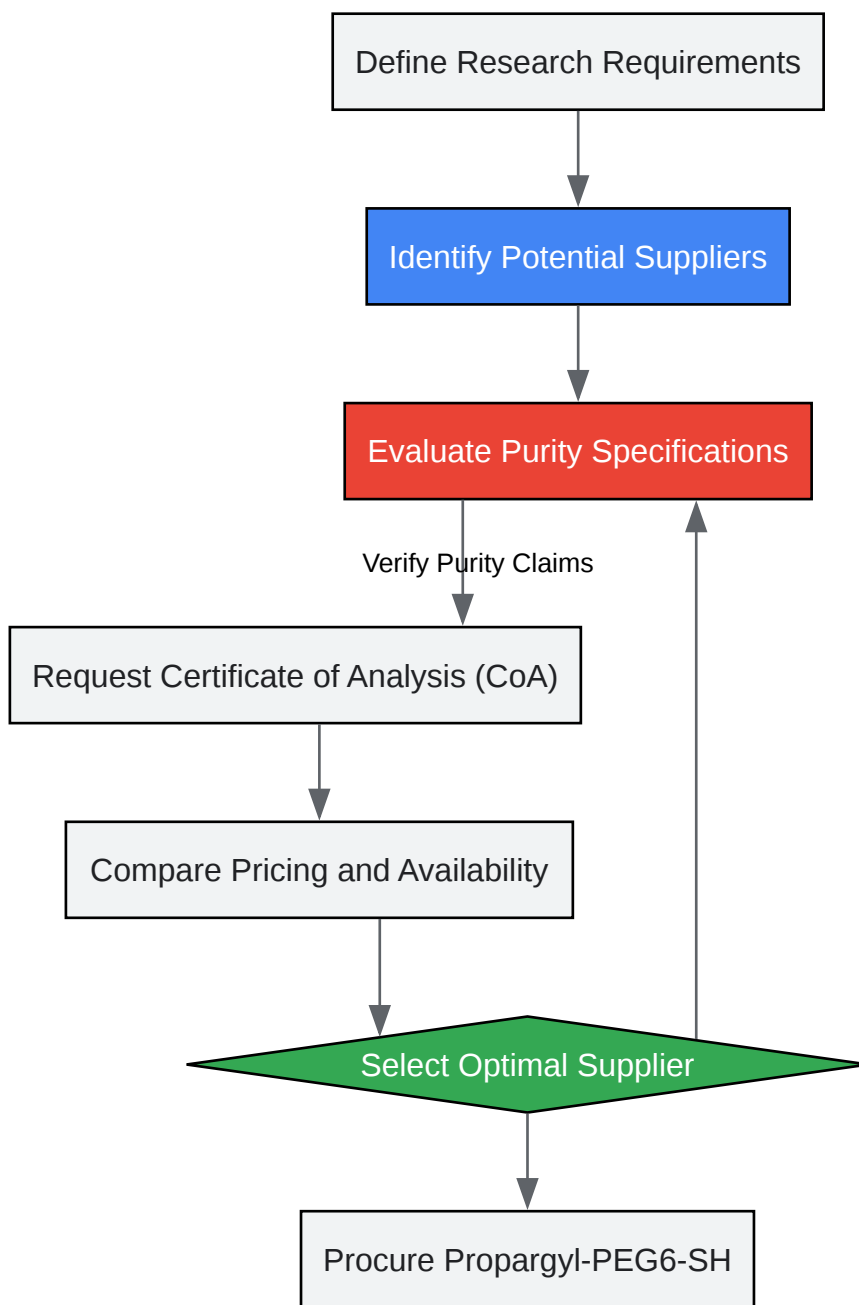 Define Research Requirements
Identify Potential Suppliers
Evaluate Purity Specifications
Verify Purity Claims
Request Certificate of Analysis (CoA)
Compare Pricing and Availability
Select Optimal Supplier
Procure Propargyl-PEG6-SH